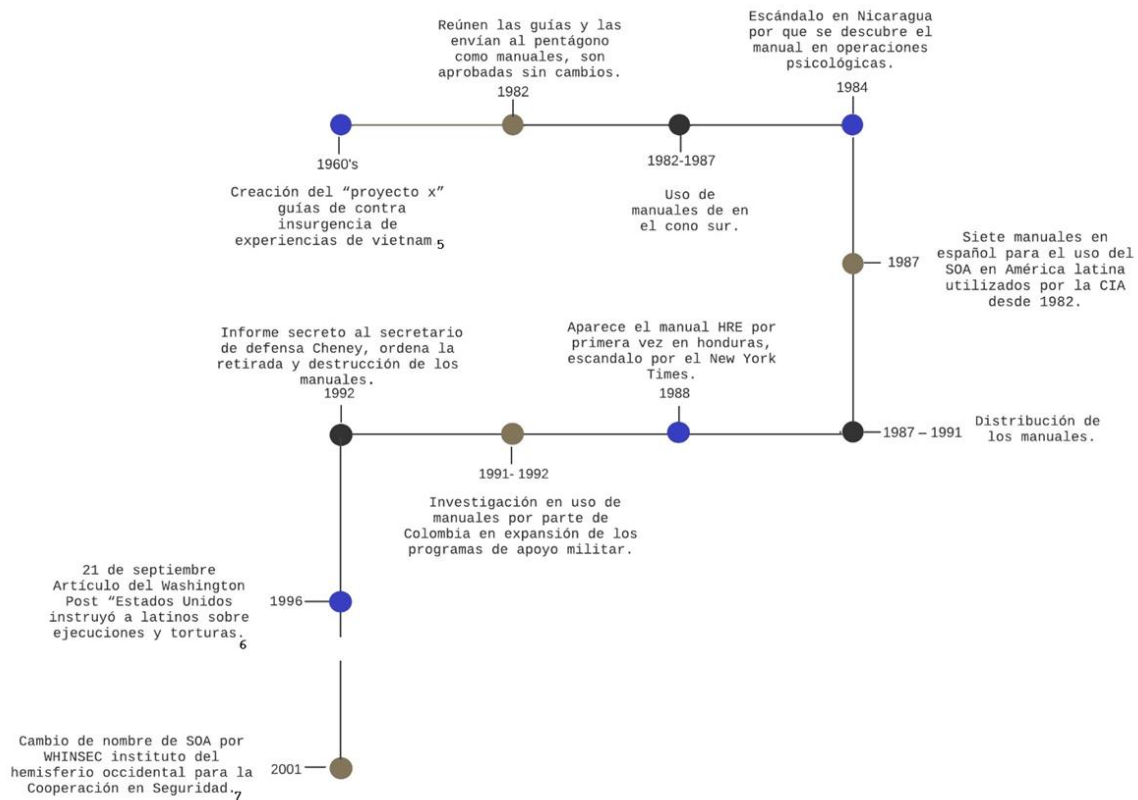 Reúnen las guías y las
envían al pentágono
como manuales, son
aprobadas sin cambios.
1982
Escándalo en Nicaragua
por que se descubre el
manual en operaciones
psicológicas.
1984
1960's
Creación del “proyecto x”
guías de contra
insurgencia de
experiencias de vietnam.5
1982-1987
Uso de
manuales de en
el cono sur.
1987
Siete manuales en
español para el uso del
SOA en América latina
utilizados por la CIA
desde 1982.
1987 – 1991
Distribución de
los manuales.
Aparece el manual HRE por
primera vez en honduras,
escandalo por el New York
Times.
1988
1991- 1992
Investigación en uso de
manuales por parte de
Colombia en expansión de los
programas de apoyo militar.
Informe secreto al secretario
de defensa Cheney, ordena la
retirada y destrucción de los
manuales.
1992
21 de septiembre
Artículo del Washington
Post “Estados Unidos
instruyó a latinos sobre
ejecuciones y torturas.
6
1996
Cambio de nombre de SOA por
WHINSEC instituto del
hemisferio occidental para la
Cooperación en Seguridad.7
2001